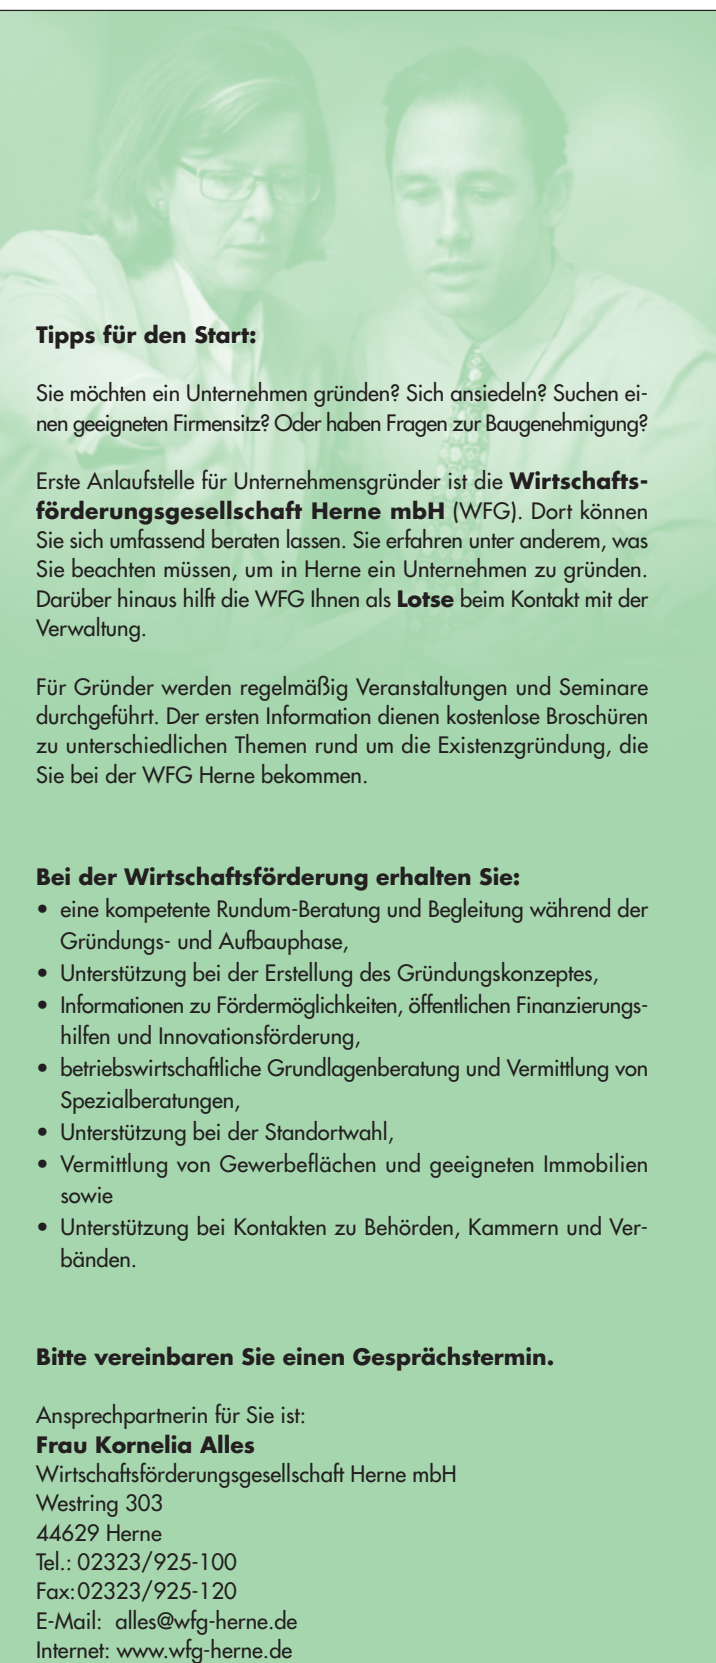 Tipps für den Start:
Sie möchten ein Unternehmen gründen? Sich ansiedeln? Suchen ei-
nen geeigneten Firmensitz? Oder haben Fragen zur Baugenehmigung?
Erste Anlaufstelle für Unternehmensgründer ist die Wirtschafts-
förderungsgesellschaft Herne mbH (WFG). Dort können
Sie sich umfassend beraten lassen. Sie erfahren unter anderem, was
Sie beachten müssen, um in Herne ein Unternehmen zu gründen.
Darüber hinaus hilft die WFG Ihnen als Lotse beim Kontakt mit der
Verwaltung.
Für Gründer werden regelmäßig Veranstaltungen und Seminare
durchgeführt. Der ersten Information dienen kostenlose Broschüren
zu unterschiedlichen Themen rund um die Existenzgründung, die
Sie bei der WFG Herne bekommen.
Bei der Wirtschaftsförderung erhalten Sie:
• eine kompetente Rundum-Beratung und Begleitung während der
Gründungs- und Aufbauphase,
• Unterstützung bei der Erstellung des Gründungskonzeptes,
• Informationen zu Fördermöglichkeiten, öffentlichen Finanzierungs-
hilfen und Innovationsförderung,
• betriebswirtschaftliche Grundlagenberatung und Vermittlung von
Spezialberatungen,
• Unterstützung bei der Standortwahl,
• Vermittlung von Gewerbeflächen und geeigneten Immobilien
sowie
• Unterstützung bei Kontakten zu Behörden, Kammern und Ver-
bänden.
Bitte vereinbaren Sie einen Gesprächstermin.
Ansprechpartnerin für Sie ist:
Frau Kornelia Alles
Wirtschaftsförderungsgesellschaft Herne mbH
Westring 303
44629 Herne
Tel.: 02323/925-100
Fax: 02323/925-120
E-Mail: alles@wfg-herne.de
Internet: www.wfg-herne.de